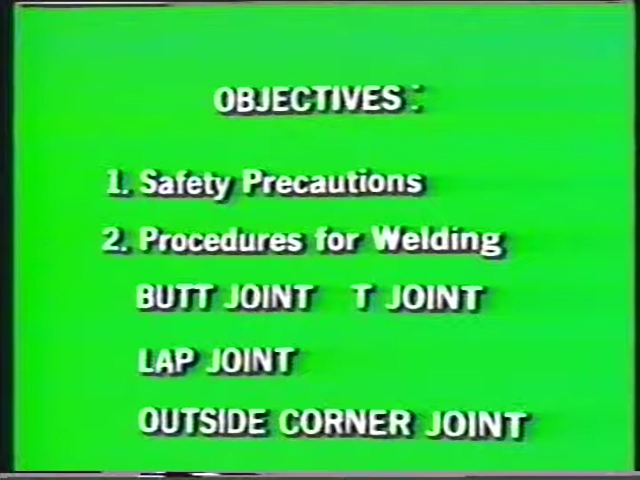 OBJECTIVES:
1. Safety Precautions
2. Procedures for Welding
BUTT JOINT T JOINT
LAP JOINT
OUTSIDE CORNER JOINT